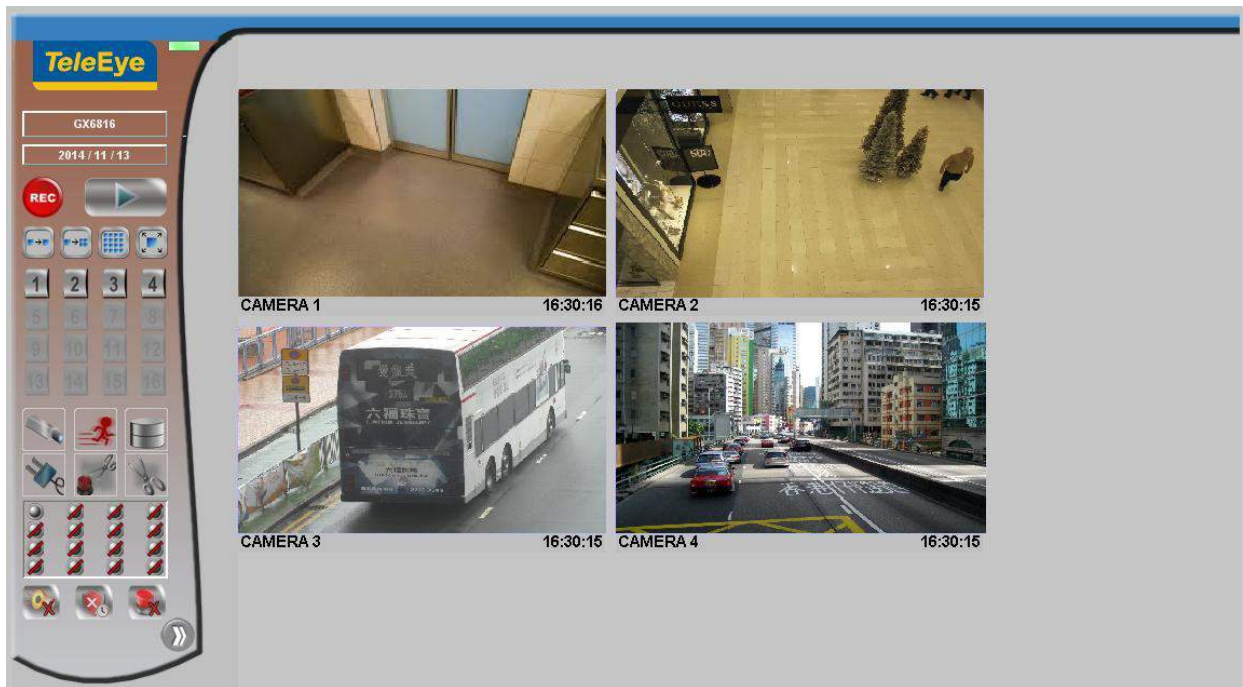 TeleEye
GX6816
2014 / 11 / 13
REC
1 2 3 4
5 6 7 8
9 10 11 12
13 14 15 16
GUESS
CAMERA 1 16:30:16
CAMERA 2 16:30:15
六福珠寶
CAMERA 3 16:30:15
CAMERA 4 16:30:15